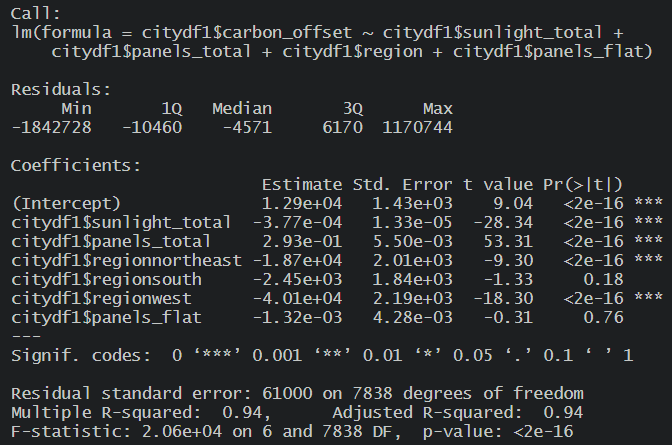 Call:
lm(formula = citydf1$carbon_offset ~ citydf1$sunlight_total +
    citydf1$panels_total + citydf1$region + citydf1$panels_flat)

Residuals:
     Min       1Q   Median       3Q      Max
-1842728   -10460    -4571     6170  1170744

Coefficients:
                         Estimate Std. Error t value Pr(>|t|)
(Intercept)              1.29e+04   1.43e+03    9.04   <2e-16 ***
citydf1$sunlight_total  -3.77e-04   1.33e-05  -28.34   <2e-16 ***
citydf1$panels_total     2.93e-01   5.50e-03   53.31   <2e-16 ***
citydf1$regionnortheast -1.87e+04   2.01e+03   -9.30   <2e-16 ***
citydf1$regionsouth     -2.45e+03   1.84e+03   -1.33     0.18
citydf1$regionwest      -4.01e+04   2.19e+03  -18.30   <2e-16 ***
citydf1$panels_flat     -1.32e-03   4.28e-03   -0.31     0.76
---
Signif. codes:  0 ‘***’ 0.001 ‘**’ 0.01 ‘*’ 0.05 ‘.’ 0.1 ‘ ’ 1

Residual standard error: 61000 on 7838 degrees of freedom
Multiple R-squared:  0.94,      Adjusted R-squared:  0.94
F-statistic: 2.06e+04 on 6 and 7838 DF,  p-value: <2e-16